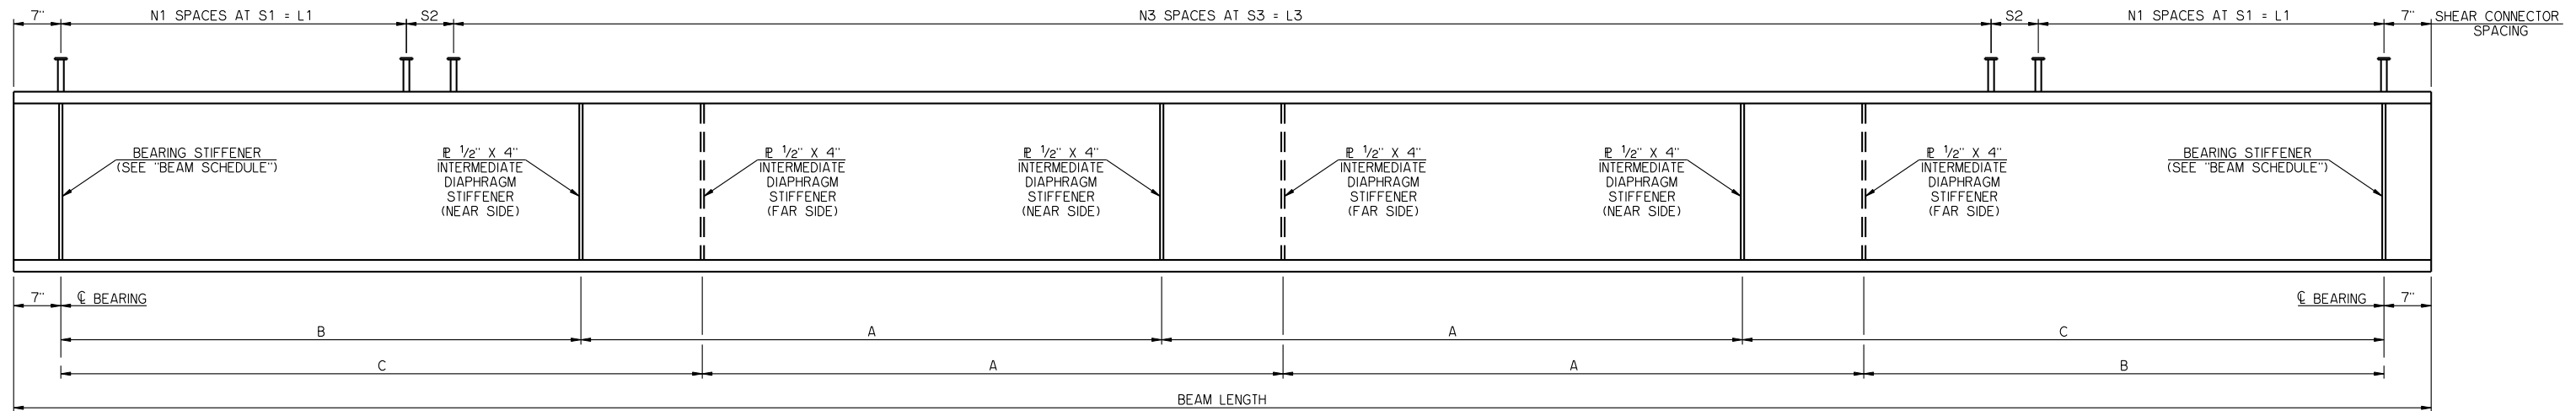 7" N1 SPACES AT S1 = L1 S2 N3 SPACES AT S3 = L3 S2 N1 SPACES AT S1 = L1 7" SHEAR CONNECTOR
SPACING
BEARING STIFFENER
(SEE "BEAM SCHEDULE")
℄ 1/2" X 4"
INTERMEDIATE
DIAPHRAGM
STIFFENER
(NEAR SIDE)
℄ 1/2" X 4"
INTERMEDIATE
DIAPHRAGM
STIFFENER
(FAR SIDE)
℄ 1/2" X 4"
INTERMEDIATE
DIAPHRAGM
STIFFENER
(NEAR SIDE)
℄ 1/2" X 4"
INTERMEDIATE
DIAPHRAGM
STIFFENER
(FAR SIDE)
℄ 1/2" X 4"
INTERMEDIATE
DIAPHRAGM
STIFFENER
(NEAR SIDE)
℄ 1/2" X 4"
INTERMEDIATE
DIAPHRAGM
STIFFENER
(FAR SIDE)
BEARING STIFFENER
(SEE "BEAM SCHEDULE")
7" ℄ BEARING ℄ BEARING 7"
B A A C
C A A B
BEAM LENGTH